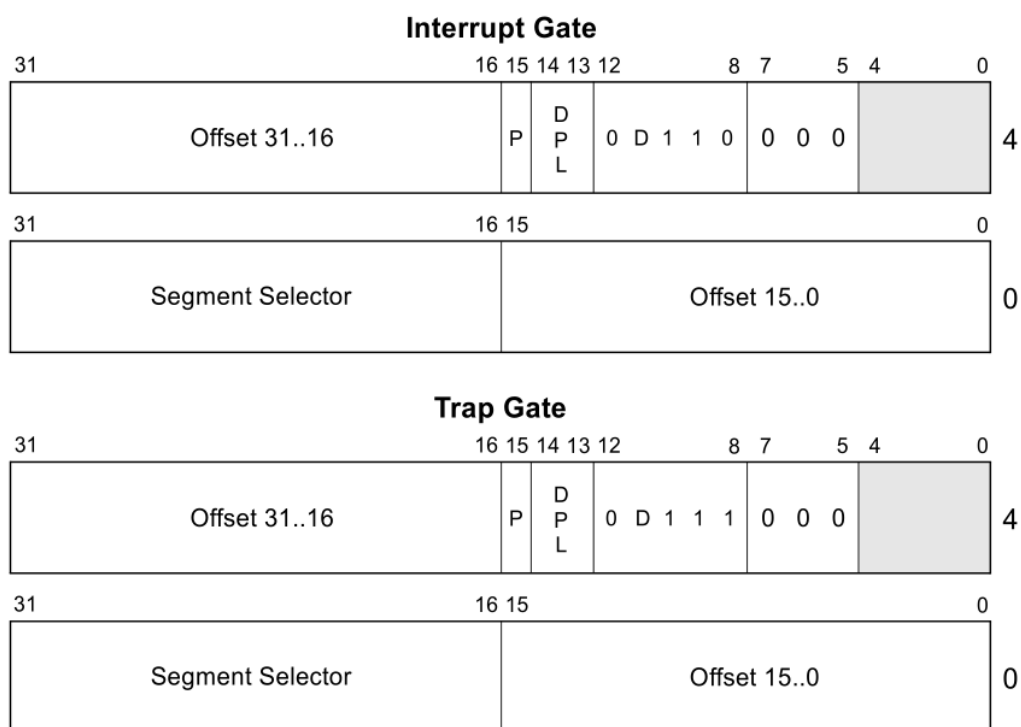 Interrupt Gate
31 16 15 14 13 12 8 7 5 4 0
Offset 31..16 P DPL 0 D 1 1 0 0 0 0 4
31 16 15 0
Segment Selector Offset 15..0 0
Trap Gate
31 16 15 14 13 12 8 7 5 4 0
Offset 31..16 P DPL 0 D 1 1 1 0 0 0 4
31 16 15 0
Segment Selector Offset 15..0 0